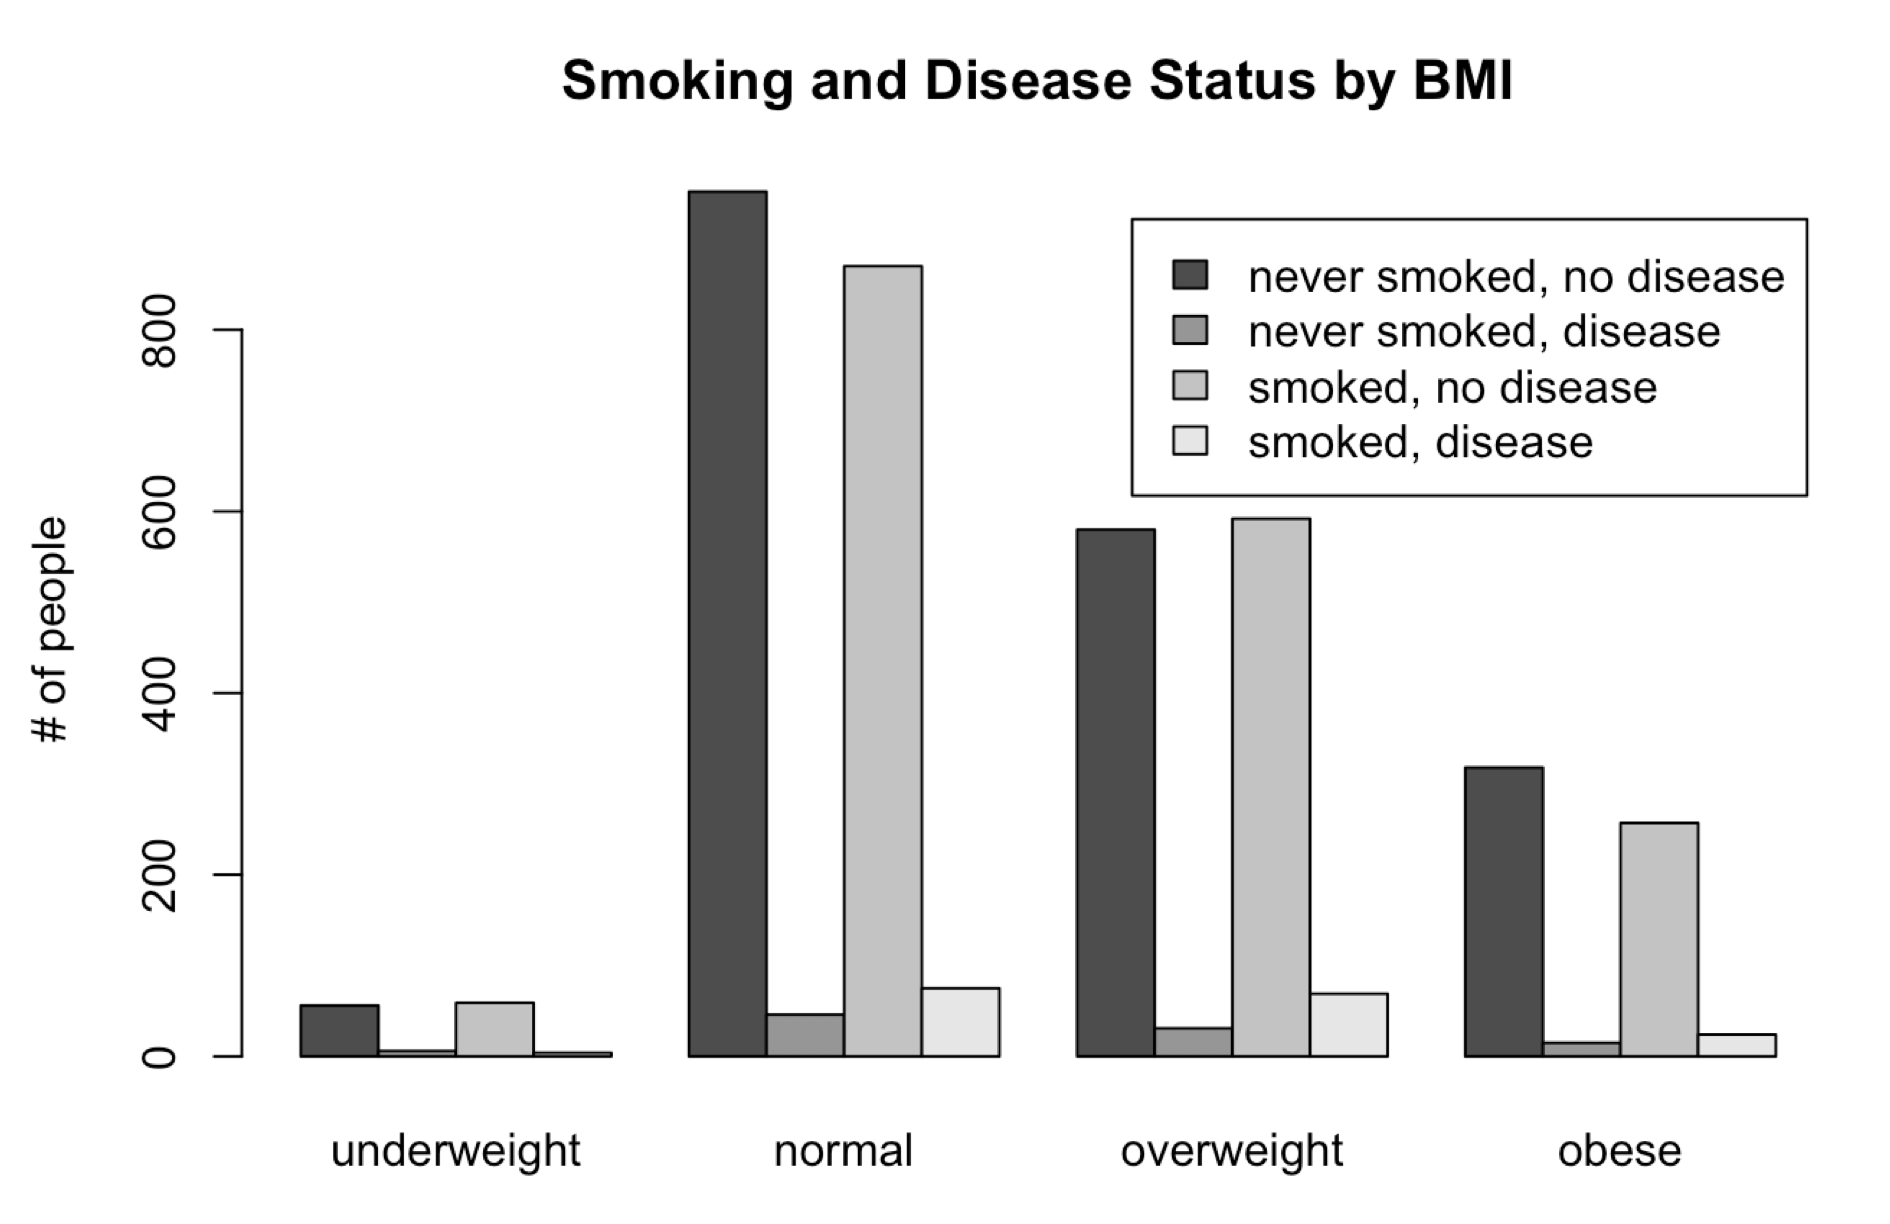 Smoking and Disease Status by BMI
never smoked, no disease
never smoked, disease
smoked, no disease
smoked, disease
# of people
800
600
400
200
0
underweight normal overweight obese